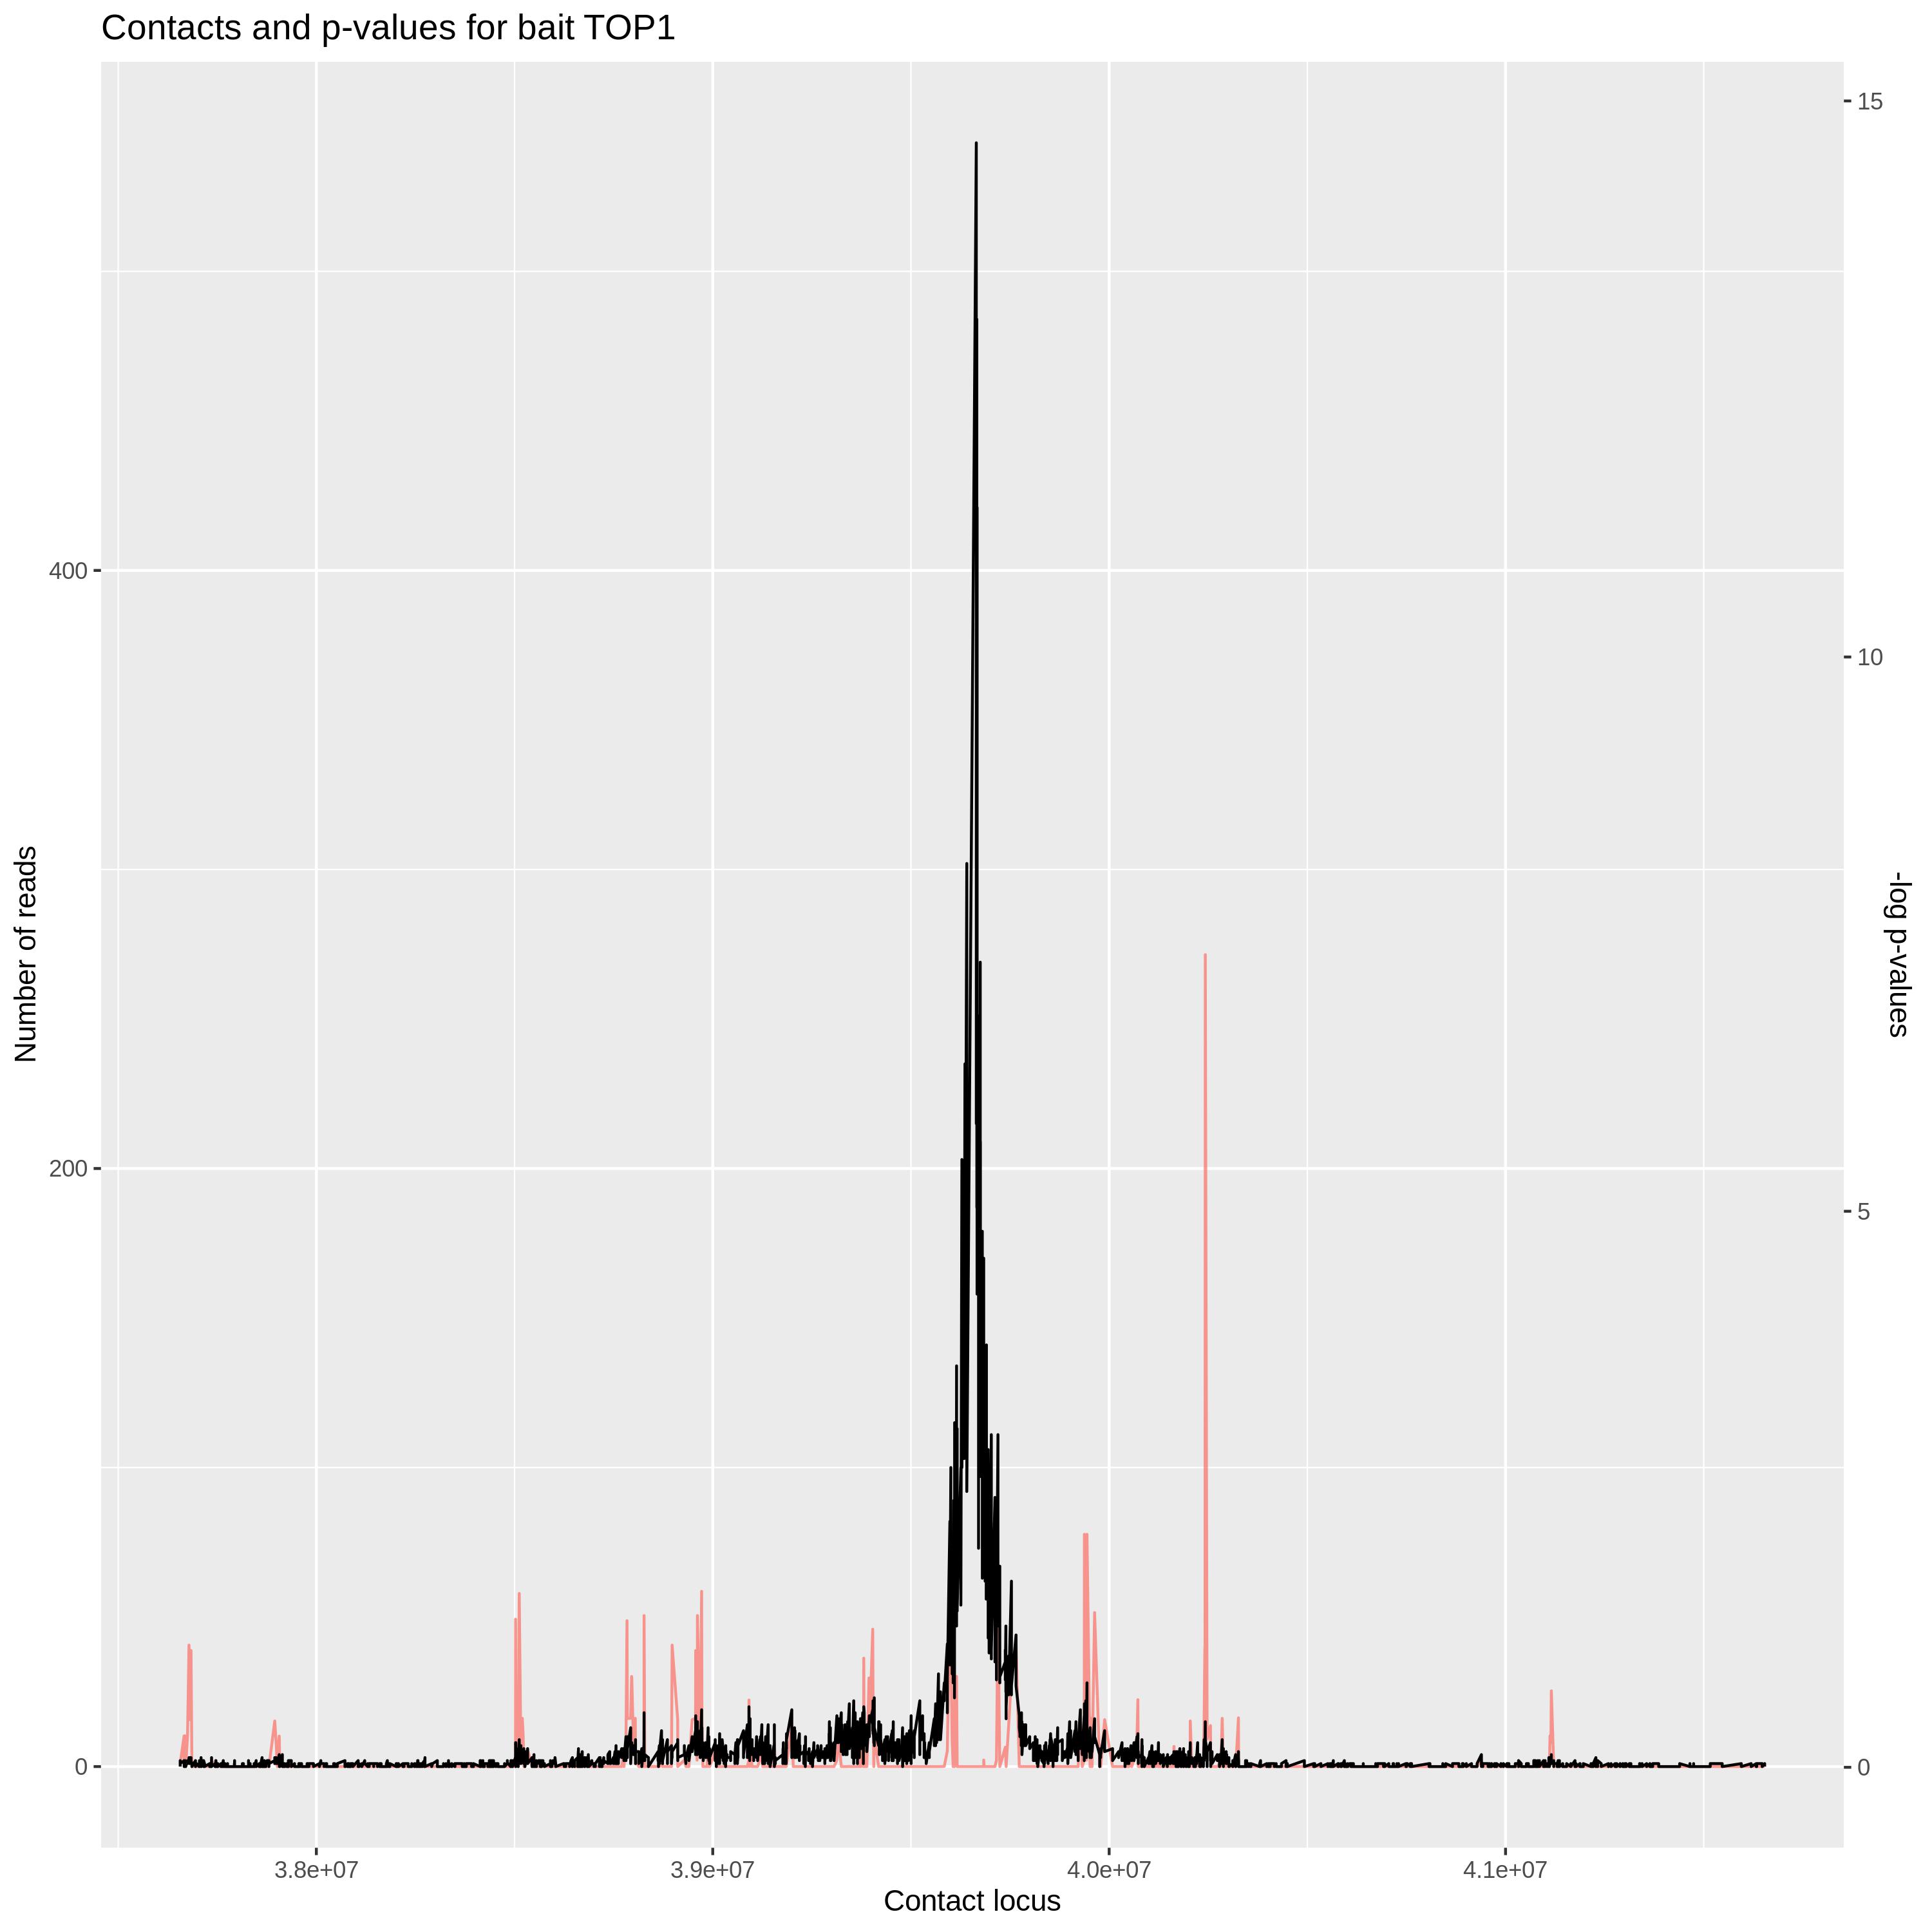 Contacts and p-values for bait TOP1
15
10
5
0
400
200
0
Number of reads
-log p-values
3.8e+07
3.9e+07
4.0e+07
4.1e+07
Contact locus